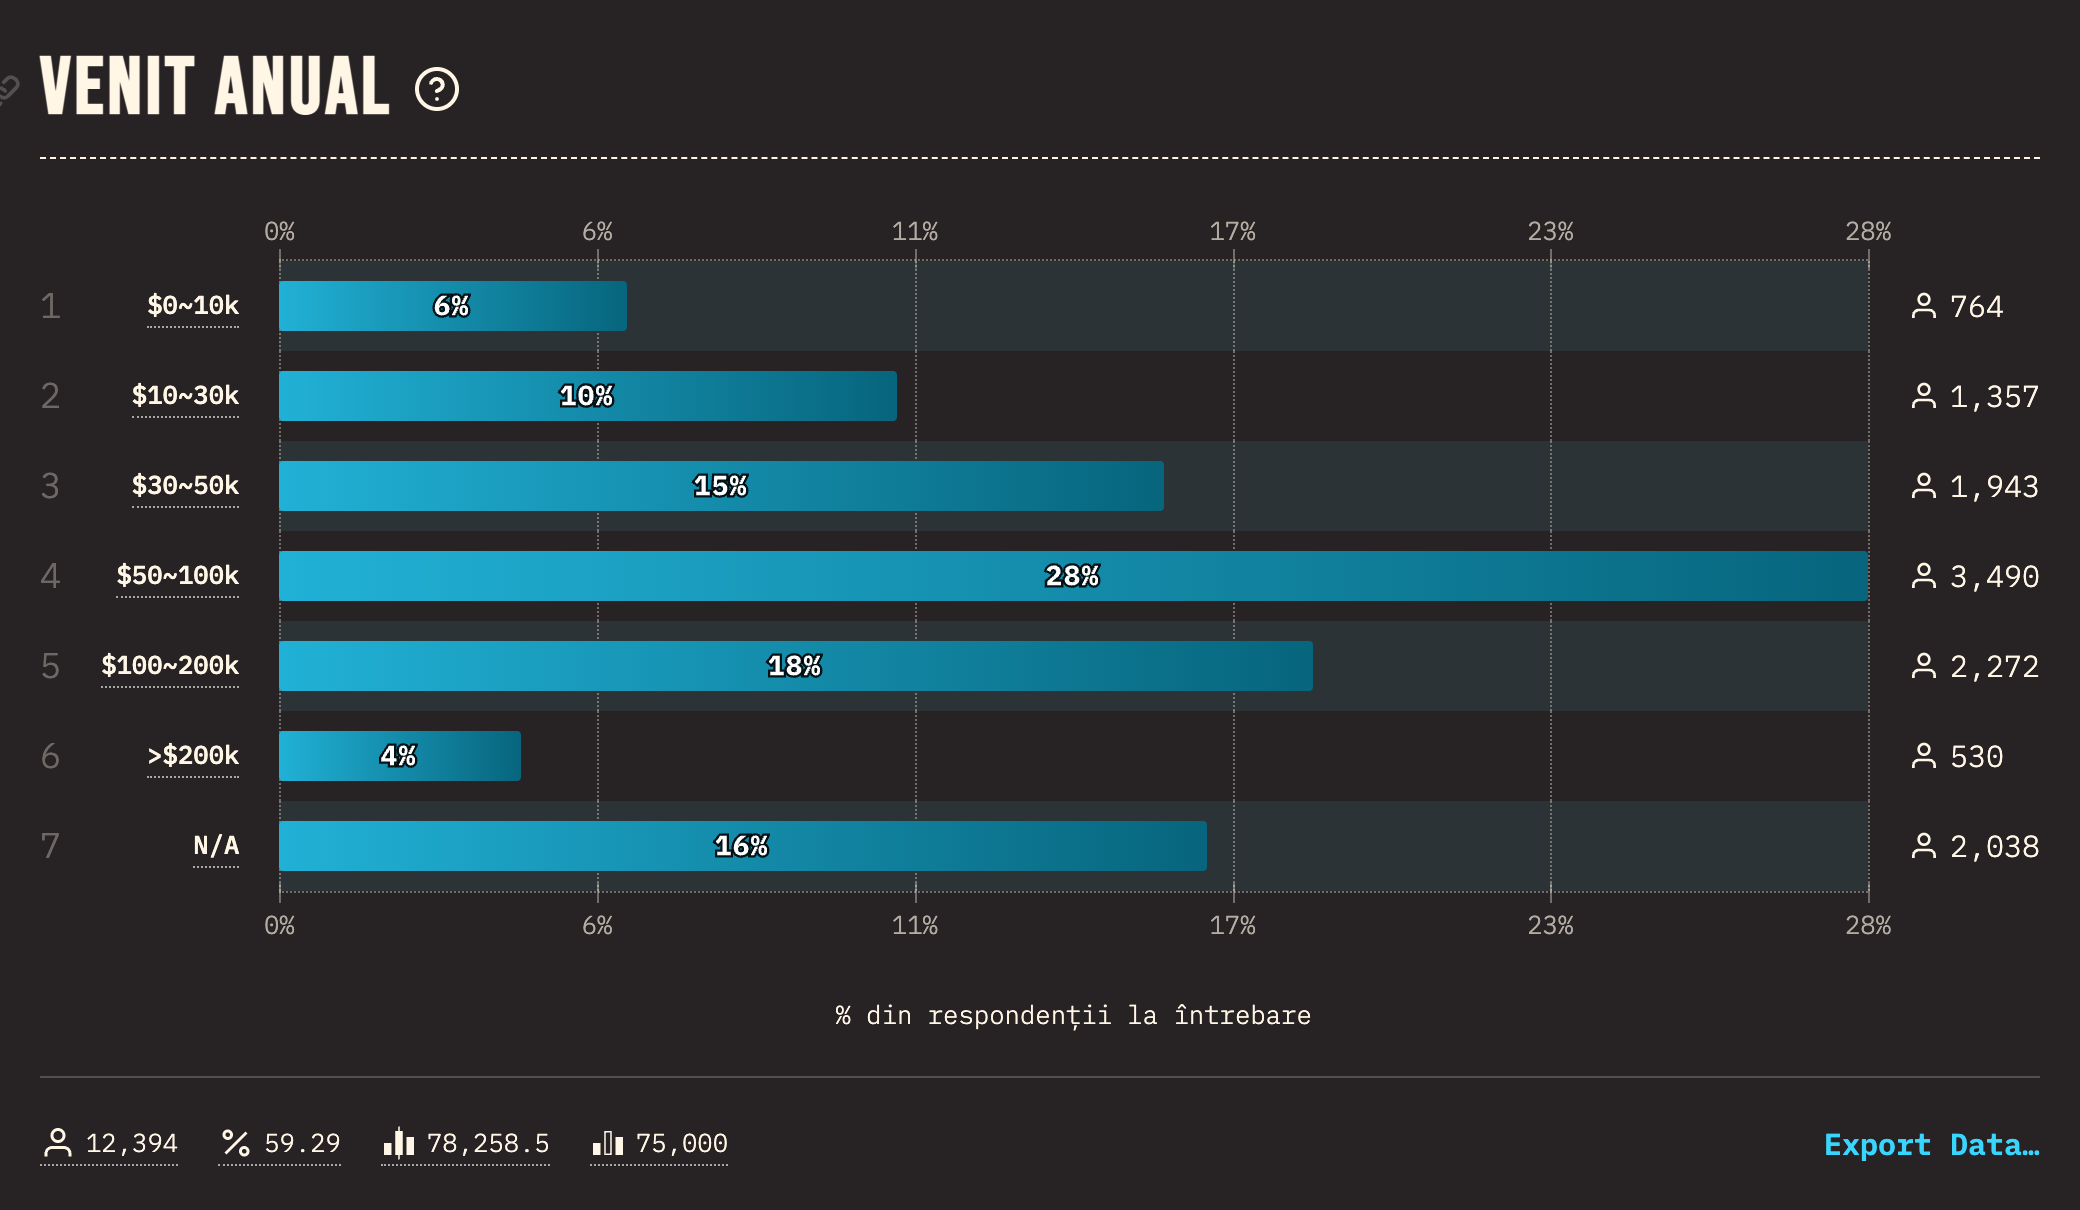 VENIT ANUAL
0% 6% 11% 17% 23% 28%
1 $0~10k 6% 764
2 $10~30k 10% 1,357
3 $30~50k 15% 1,943
4 $50~100k 28% 3,490
5 $100~200k 18% 2,272
6 >$200k 4% 530
7 N/A 16% 2,038
0% 6% 11% 17% 23% 28%
% din respondenții la întrebare
12,394 % 59.29 78,258.5 75,000 Export Data…